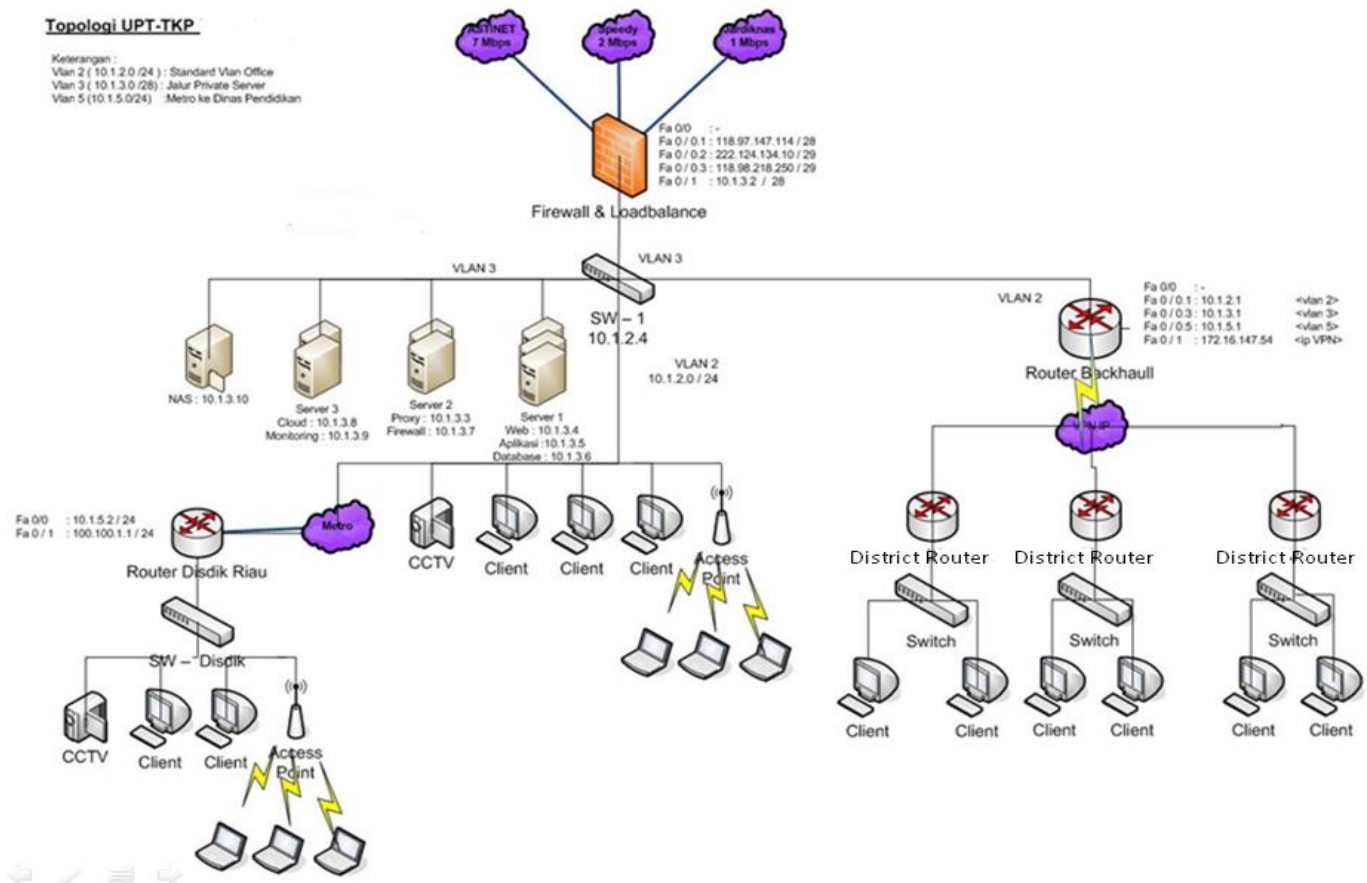 Topologi UPT-TKP
Keterangan :
Vlan 2 ( 10.1.2.0 /24 ) : Standard Vlan Office
Vlan 3 ( 10.1.3.0 /28) : Jalur Private Server
Vlan 5 (10.1.5.0/24) :Metro ke Dinas Pendidikan
ASTINET
7 Mbps
Speedy
2 Mbps
Jardiknas
1 Mbps
Fa 0/0 : -
Fa 0 / 0.1 : 118.97.147.114 / 28
Fa 0 / 0.2 : 222.124.134.10 / 29
Fa 0 / 0.3 : 118.98.218.250 / 29
Fa 0 / 1 : 10.1.3.2 / 28
Firewall & Loadbalance
VLAN 3
VLAN 3
SW – 1
10.1.2.4
VLAN 2
Fa 0/0 : -
Fa 0 / 0.1 : 10.1.2.1 <vlan 2>
Fa 0 / 0.3 : 10.1.3.1 <vlan 3>
Fa 0 / 0.5 : 10.1.5.1 <vlan 5>
Fa 0 / 1 : 172.16.147.54 <ip VPN>
Router Backhaull
VLAN 2
10.1.2.0 / 24
NAS : 10.1.3.10
Server 3
Cloud : 10.1.3.8
Monitoring : 10.1.3.9
Server 2
Proxy : 10.1.3.3
Firewall : 10.1.3.7
Server 1
Web : 10.1.3.4
Aplikasi :10.1.3.5
Database : 10.1.3.6
VPN IP
Fa 0/0 : 10.1.5.2 / 24
Fa 0 / 1 : 100.100.1.1 / 24
Router Disdik Riau
Metro
CCTV
Client
Client
Client
Access
Point
District Router
District Router
District Router
Switch
Switch
Switch
Client
Client
Client
Client
Client
Client
SW – Disdik
CCTV
Client
Client
Access
Point